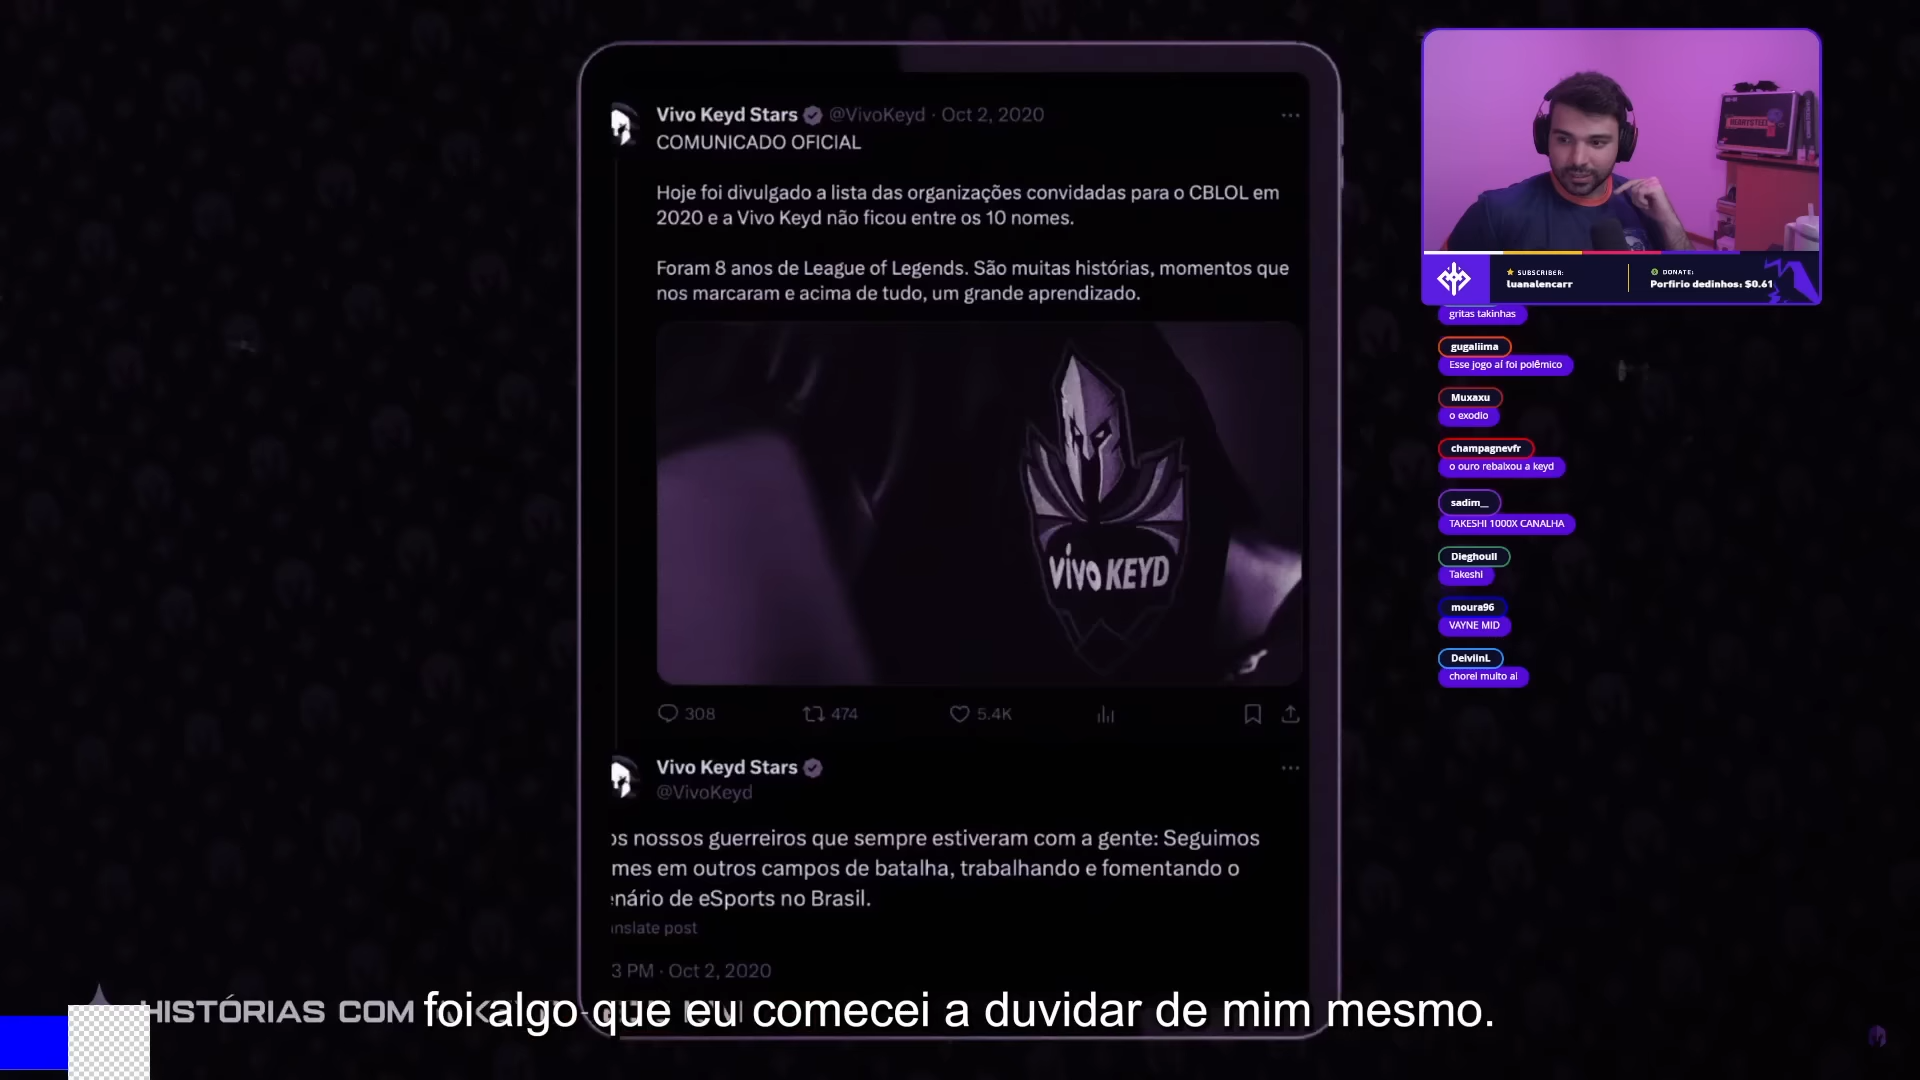 Vivo Keyd Stars @VivoKeyd · Oct 2, 2020
COMUNICADO OFICIAL
Hoje foi divulgado a lista das organizações convidadas para o CBLOL em
2020 e a Vivo Keyd não ficou entre os 10 nomes.
Foram 8 anos de League of Legends. São muitas histórias, momentos que
nos marcaram e acima de tudo, um grande aprendizado.
vivo KEYD
308 474 5.4K
Vivo Keyd Stars
@VivoKeyd
os nossos guerreiros que sempre estiveram com a gente: Seguimos
mes em outros campos de batalha, trabalhando e fomentando o
enário de eSports no Brasil.
anslate post
3 PM · Oct 2, 2020
HISTÓRIAS COM
foi algo que eu comecei a duvidar de mim mesmo.
SUBSCRIBER:
luanalencarr
DONATE:
Porfirio dedinhos: $0.61
gritas takinhas
gugaliima
Esse jogo aí foi polêmico
Muxaxu
o exodio
champagnevfr
o ouro rebaixou a keyd
sadim__
TAKESHI 1000X CANALHA
Dieghoull
Takeshi
moura96
VAYNE MID
DeiviinL
chorei muito ai